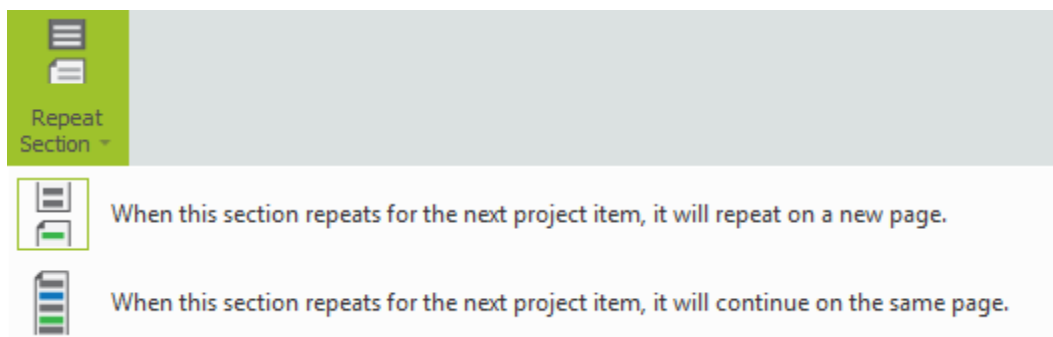 Repeat
Section
When this section repeats for the next project item, it will repeat on a new page.
When this section repeats for the next project item, it will continue on the same page.